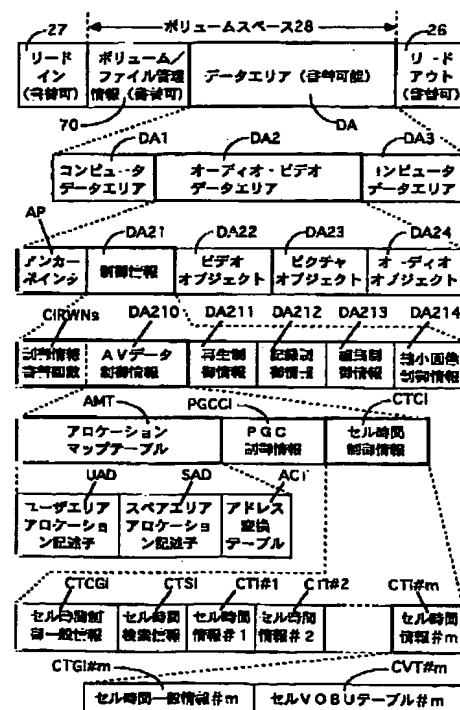 27
ボリュームスペース28
26
リード
イン
(書替可)
ボリューム/
ファイル管理
情報(書替可)
データエリア(書替可能)
リード
アウト
(書替可)
70
DA
DA1
DA2
DA3
コンピュータ
データエリア
オーディオ・ビデオ
データエリア
コンピュータ
データエリア
AP
DA21
DA22
DA23
DA24
アンカー
ポインタ
制御情報
ビデオ
オブジェクト
ピクチャ
オブジェクト
オーディオ
オブジェクト
CIRWNs
DA210
DA211
DA212
DA213
DA214
制御情報
書替回数
AVデータ
制御情報
再生制
御情報
記録制
御情報
編集制
御情報
縮小画像
制御情報
AMT
PGCCI
CTCI
アロケーション
マップテーブル
PGC
制御情報
セル時間
制御情報
UAD
SAD
ACT
ユーザエリア
アロケーショ
ン記述子
スペアエリア
アロケーショ
ン記述子
アドレス
変換
テーブル
CTCGI
CTSI
CTI#1
CTI#2
CTI#m
セル時間制
御一般情報
セル時間
検索情報
セル時間
情報#1
セル時間
情報#2
セル時間
情報#m
CTGI#m
CVT#m
セル時間一般情報#m
セルVOBUテーブル#m